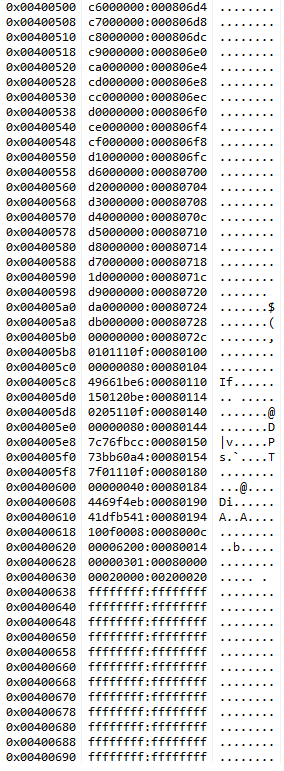 0x00400500 c6000000:000806d4 ........
0x00400508 c7000000:000806d8 ........
0x00400510 c8000000:000806dc ........
0x00400518 c9000000:000806e0 ........
0x00400520 ca000000:000806e4 ........
0x00400528 cd000000:000806e8 ........
0x00400530 cc000000:000806ec ........
0x00400538 d0000000:000806f0 ........
0x00400540 ce000000:000806f4 ........
0x00400548 cf000000:000806f8 ........
0x00400550 d1000000:000806fc ........
0x00400558 d6000000:00080700 ........
0x00400560 d2000000:00080704 ........
0x00400568 d3000000:00080708 ........
0x00400570 d4000000:0008070c ........
0x00400578 d5000000:00080710 ........
0x00400580 d8000000:00080714 ........
0x00400588 d7000000:00080718 ........
0x00400590 1d000000:0008071c ........
0x00400598 d9000000:00080720 .......
0x004005a0 da000000:00080724 .......$
0x004005a8 db000000:00080728 .......(
0x004005b0 00000000:0008072c .......,
0x004005b8 0101110f:00080100 ........
0x004005c0 00000080:00080104 ........
0x004005c8 49661be6:00080110 If......
0x004005d0 150120be:00080114 .. .....
0x004005d8 0205110f:00080140 .......@
0x004005e0 00000080:00080144 .......D
0x004005e8 7c76fbcc:00080150 |v.....P
0x004005f0 73bb60a4:00080154 s.`....T
0x004005f8 7f01110f:00080180 ........
0x00400600 00000040:00080184 ...@....
0x00400608 4469f4eb:00080190 Di......
0x00400610 41dfb541:00080194 A..A....
0x00400618 100f0008:0008000c ........
0x00400620 00006200:00080014 ..b.....
0x00400628 00000301:00080000 ........
0x00400630 00020000:00200020 ..... .
0x00400638 ffffffff:ffffffff ........
0x00400640 ffffffff:ffffffff ........
0x00400648 ffffffff:ffffffff ........
0x00400650 ffffffff:ffffffff ........
0x00400658 ffffffff:ffffffff ........
0x00400660 ffffffff:ffffffff ........
0x00400668 ffffffff:ffffffff ........
0x00400670 ffffffff:ffffffff ........
0x00400678 ffffffff:ffffffff ........
0x00400680 ffffffff:ffffffff ........
0x00400688 ffffffff:ffffffff ........
0x00400690 ffffffff:ffffffff ........